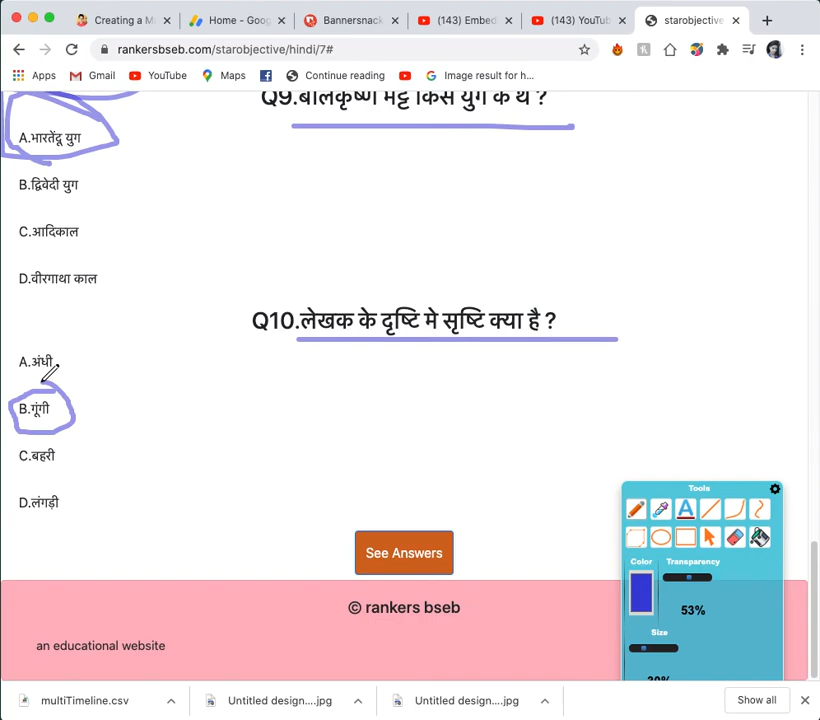 Creating a M
Home - Goog
Bannersnack
(143) Embed
(143) YouTub
starobjective
rankersbseb.com/starobjective/hindi/7#
Apps
Gmail
YouTube
Maps
Continue reading
Image result for h...
Q9.बालकृष्ण भट्ट किस युग के थे ?
A.भारतेंदू युग
B.द्विवेदी युग
C.आदिकाल
D.वीरगाथा काल
Q10.लेखक के दृष्टि मे सृष्टि क्या है ?
A.अंधी
B.गूंगी
C.बहरी
D.लंगड़ी
See Answers
© rankers bseb
an educational website
Tools
Color
Transparency
53%
Size
multiTimeline.csv
Untitled design....jpg
Untitled design....jpg
Show all